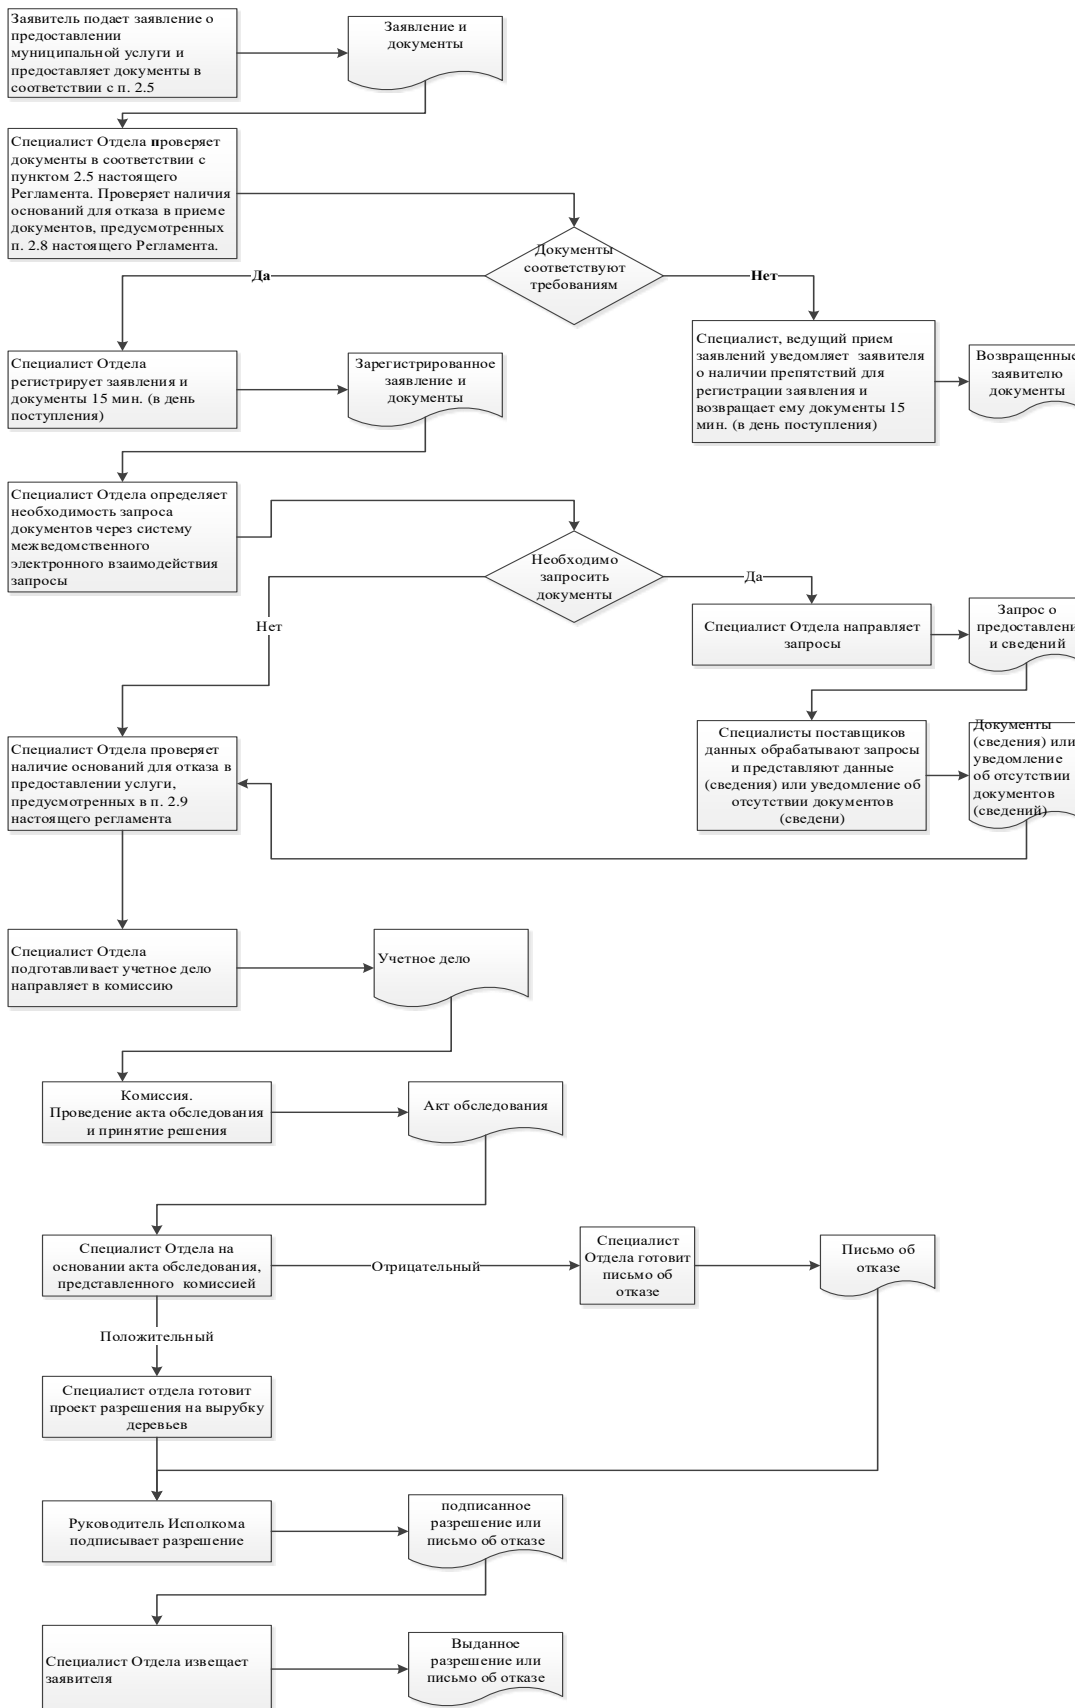 Заявитель подает заявление о
предоставлении
муниципальной услуги и
предоставляет документы в
соответствии с п. 2.5
Заявление и
документы
Специалист Отдела проверяет
документы в соответствии с
пунктом 2.5 настоящего
Регламента. Проверяет наличия
оснований для отказа в приеме
документов, предусмотренных
п. 2.8 настоящего Регламента.
Документы
соответствуют
требованиям
Да
Нет
Специалист Отдела
регистрирует заявления и
документы 15 мин. (в день
поступления)
Зарегистрированное
заявление и
документы
Специалист, ведущий прием
заявлений уведомляет заявителя
о наличии препятствий для
регистрации заявления и
возвращает ему документы 15
мин. (в день поступления)
Возвращенные
заявителю
документы
Специалист Отдела определяет
необходимость запроса
документов через систему
межведомственного
электронного взаимодействия
запросы
Необходимо
запросить
документы
Да
Нет
Специалист Отдела направляет
запросы
Запрос о
предоставлени
и сведений
Специалист Отдела проверяет
наличие оснований для отказа в
предоставлении услуги,
предусмотренных в п. 2.9
настоящего регламента
Специалисты поставщиков
данных обрабатывают запросы
и представляют данные
(сведения) или уведомление об
отсутствии документов
(сведени)
Документы
(сведения) или
уведомление
об отсутствии
документов
(сведений)
Специалист Отдела
подготавливает учетное дело
направляет в комиссию
Учетное дело
Комиссия.
Проведение акта обследования
и принятие решения
Акт обследования
Специалист Отдела на
основании акта обследования,
представленного комиссией
Отрицательный
Специалист
Отдела готовит
письмо об
отказе
Письмо об
отказе
Положительный
Специалист отдела готовит
проект разрешения на вырубку
деревьев
Руководитель Исполкома
подписывает разрешение
подписанное
разрешение или
письмо об отказе
Специалист Отдела извещает
заявителя
Выданное
разрешение или
письмо об отказе